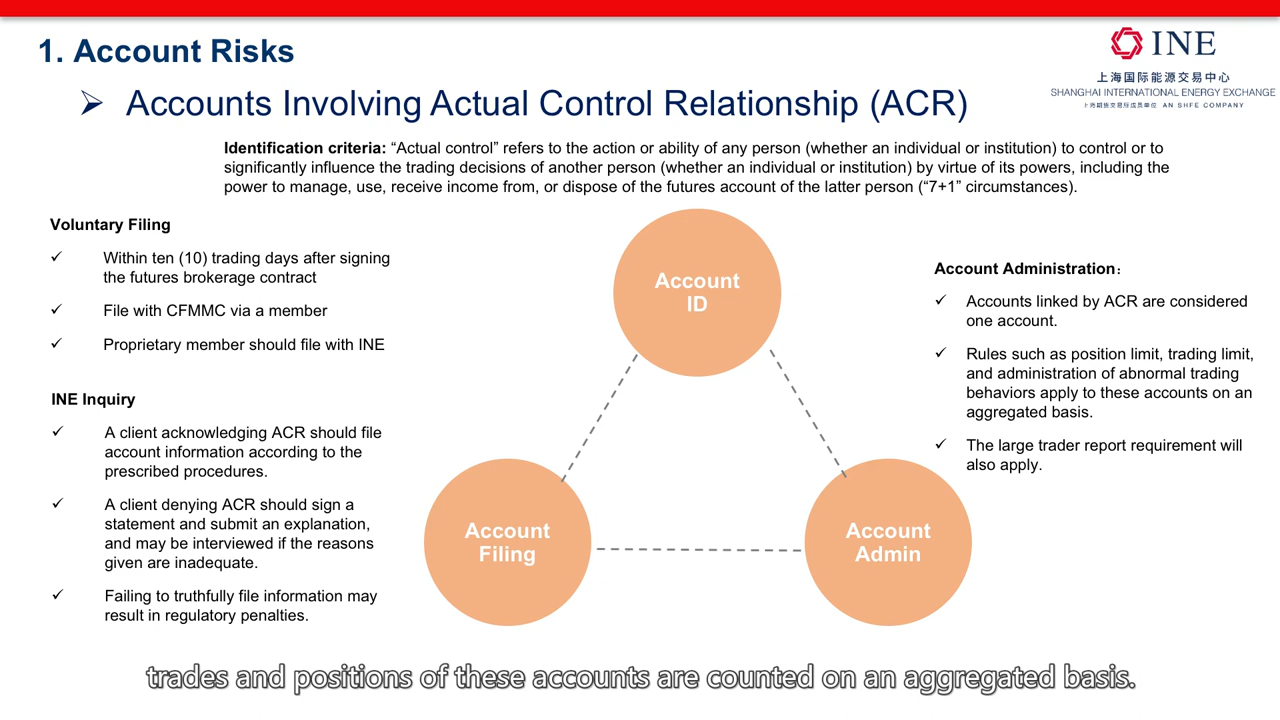 1. Account Risks
INE
上海国际能源交易中心
SHANGHAI INTERNATIONAL ENERGY EXCHANGE
上海期货交易所成员单位 AN SHFE COMPANY
➢ Accounts Involving Actual Control Relationship (ACR)
Identification criteria: “Actual control” refers to the action or ability of any person (whether an individual or institution) to control or to
significantly influence the trading decisions of another person (whether an individual or institution) by virtue of its powers, including the
power to manage, use, receive income from, or dispose of the futures account of the latter person (“7+1” circumstances).
Voluntary Filing
✓ Within ten (10) trading days after signing
the futures brokerage contract
✓ File with CFMMC via a member
✓ Proprietary member should file with INE
INE Inquiry
✓ A client acknowledging ACR should file
account information according to the
prescribed procedures.
✓ A client denying ACR should sign a
statement and submit an explanation,
and may be interviewed if the reasons
given are inadequate.
✓ Failing to truthfully file information may
result in regulatory penalties.
Account
ID
Account
Filing
Account
Admin
Account Administration：
✓ Accounts linked by ACR are considered
one account.
✓ Rules such as position limit, trading limit,
and administration of abnormal trading
behaviors apply to these accounts on an
aggregated basis.
✓ The large trader report requirement will
also apply.
trades and positions of these accounts are counted on an aggregated basis.